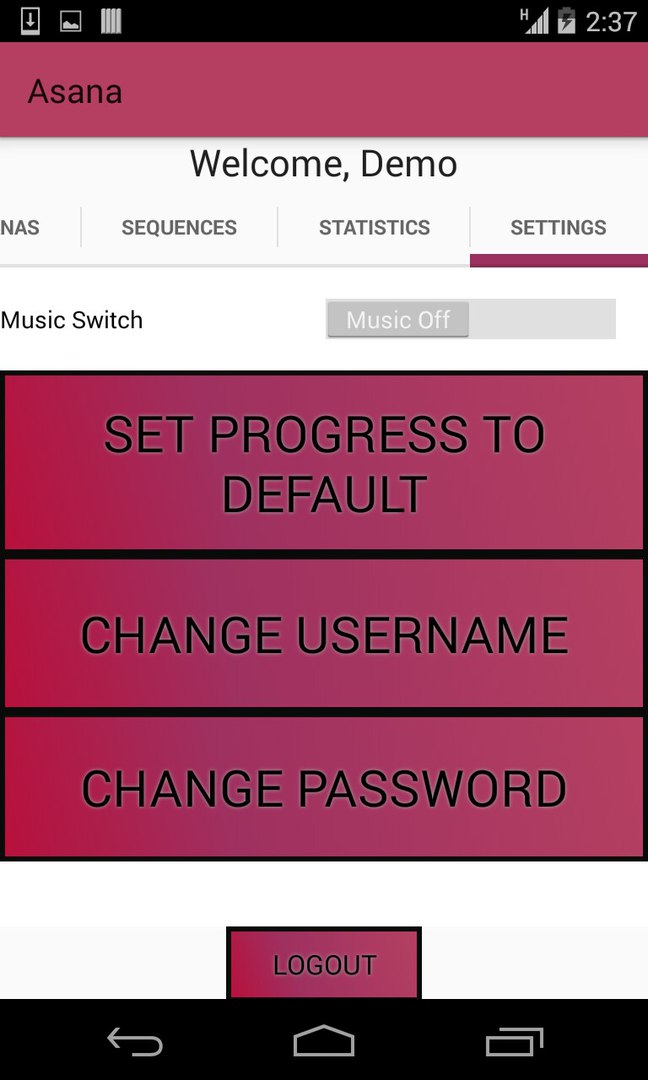 H 2:37
Asana
Welcome, Demo
NAS SEQUENCES STATISTICS SETTINGS
Music Switch Music Off
SET PROGRESS TO
DEFAULT
CHANGE USERNAME
CHANGE PASSWORD
LOGOUT